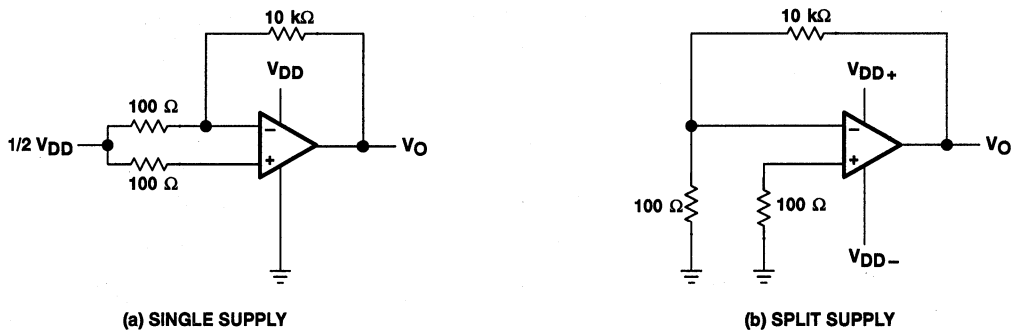 10 kΩ
VDD
100 Ω
1/2 VDD
VO
100 Ω
(a) SINGLE SUPPLY
10 kΩ
VDD+
VO
100 Ω
100 Ω
VDD−
(b) SPLIT SUPPLY
−
+
−
+